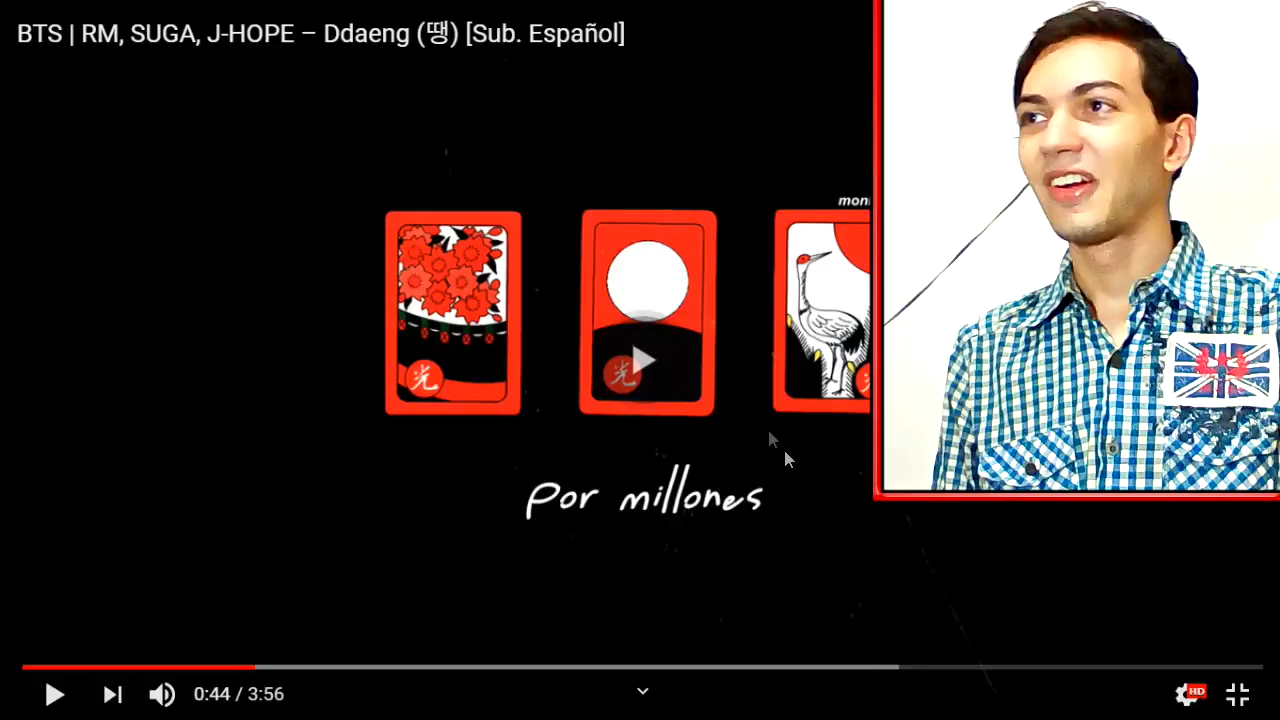 BTS | RM, SUGA, J-HOPE – Ddaeng (땡) [Sub. Español]
光
光
Por millones
0:44 / 3:56
HD